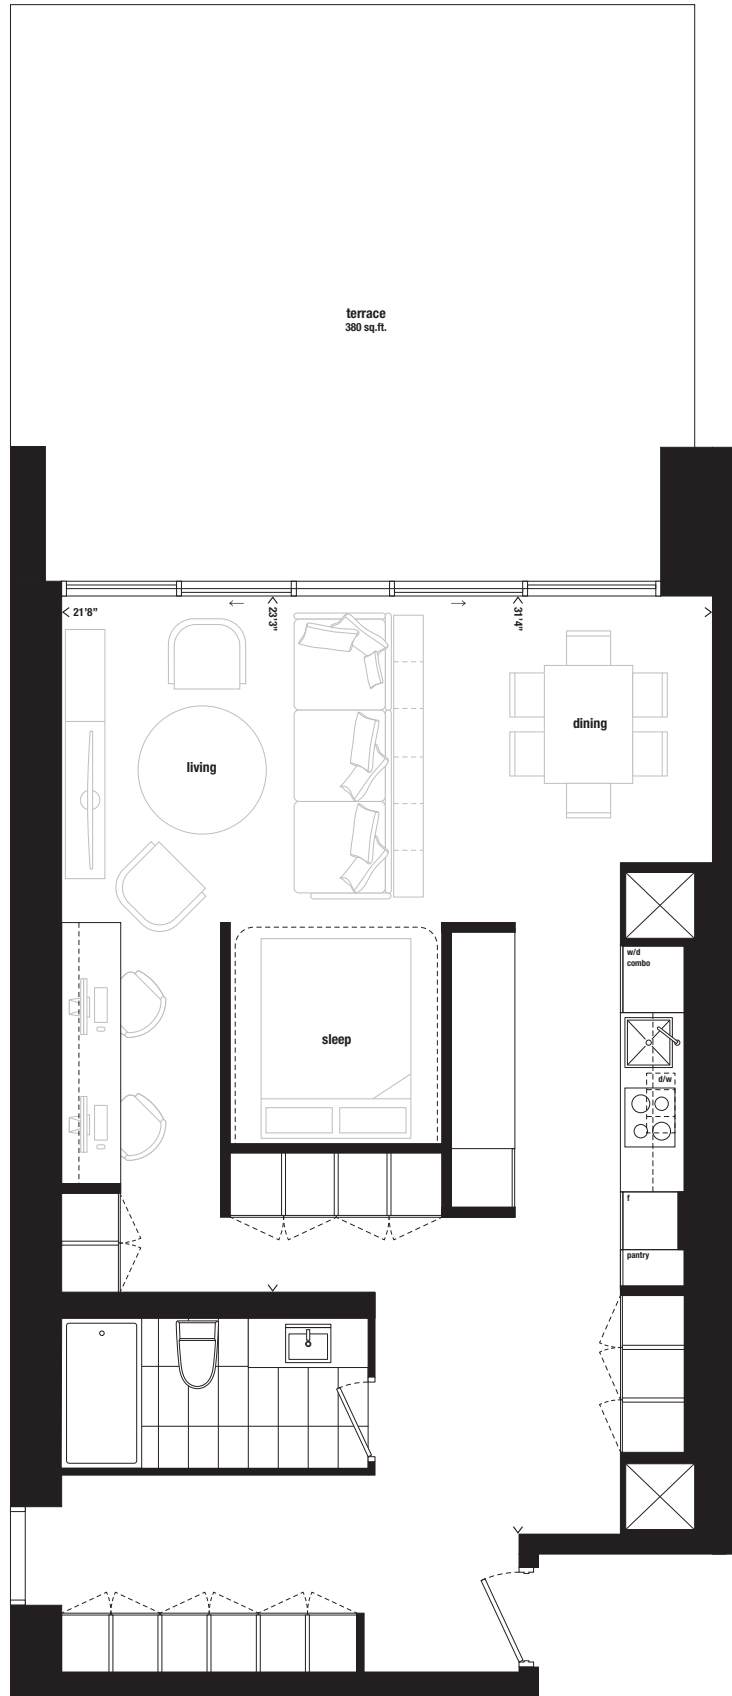 terrace
380 sq.ft.
21'8"
23'3"
31'4"
dining
living
w/d
combo
sleep
d/w
f
pantry